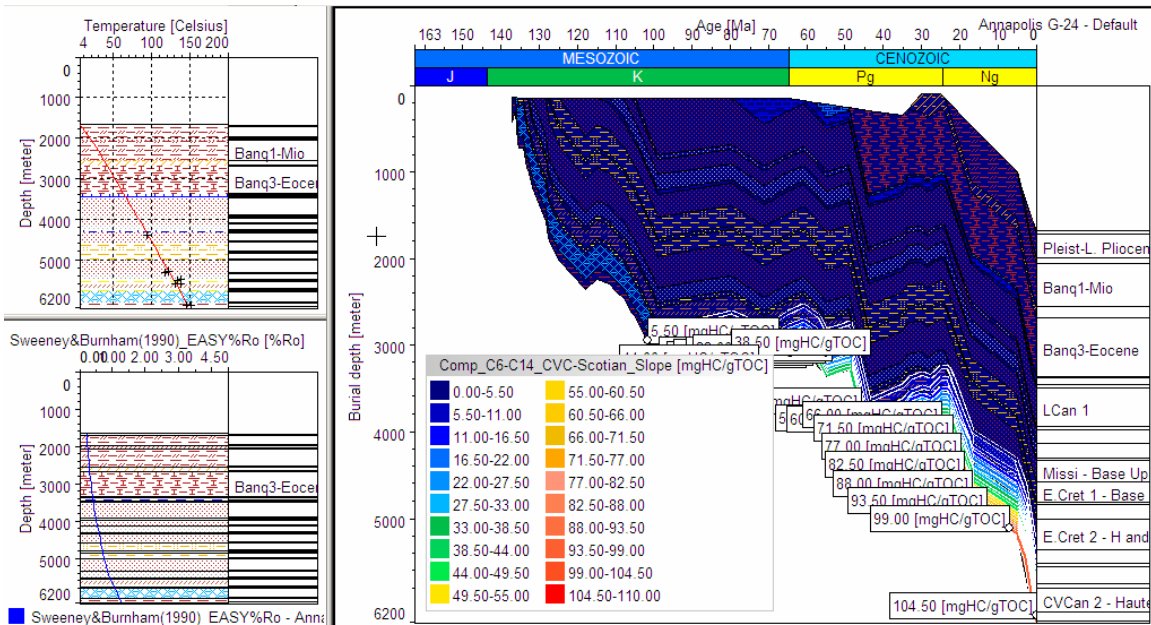 Temperature [Celsius]
4 50 100 150 200
0
1000
2000
3000
4000
5000
6200
Depth [meter]
Banq1-Mio
Banq3-Eocen
Sweeney&Burnham(1990)_EASY%Ro [%Ro]
0.00 1.00 2.00 3.00 4.50
0
1000
2000
3000
4000
5000
6200
Depth [meter]
Banq3-Eocen
Sweeney&Burnham(1990)_EASY%Ro - Anna
Age [Ma]
Annapolis G-24 - Default
163 150 140 130 120 110 100 90 80 70 60 50 40 30 20 10 0
MESOZOIC CENOZOIC
J K Pg Ng
0
1000
2000
3000
4000
5000
6200
Burial depth [meter]
5.50 [mgHC/gTOC]
38.50 [mgHC/gTOC]
66.00 [mgHC/gTOC]
71.50 [mgHC/gTOC]
77.00 [mgHC/gTOC]
82.50 [mgHC/gTOC]
88.00 [mgHC/gTOC]
93.50 [mgHC/gTOC]
99.00 [mgHC/gTOC]
104.50 [mgHC/gTOC]
Comp_C6-C14_CVC-Scotian_Slope [mgHC/gTOC]
0.00-5.50 55.00-60.50
5.50-11.00 60.50-66.00
11.00-16.50 66.00-71.50
16.50-22.00 71.50-77.00
22.00-27.50 77.00-82.50
27.50-33.00 82.50-88.00
33.00-38.50 88.00-93.50
38.50-44.00 93.50-99.00
44.00-49.50 99.00-104.50
49.50-55.00 104.50-110.00
Pleist-L. Pliocen
Banq1-Mio
Banq3-Eocene
LCan 1
Missi - Base Up
E.Cret 1 - Base
E.Cret 2 - H and
CVCan 2 - Haute